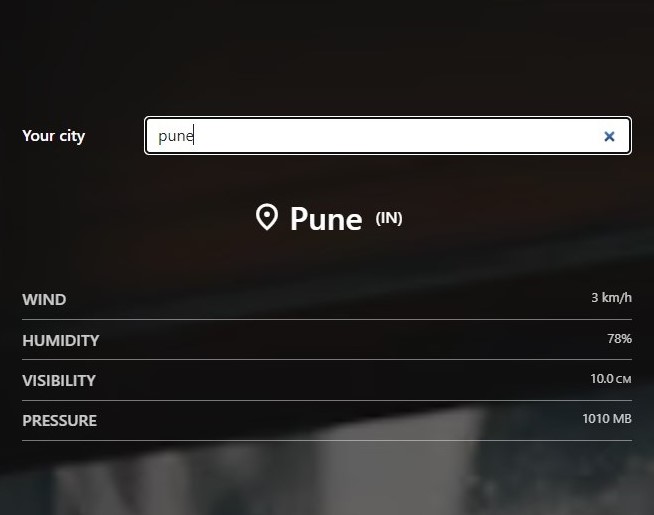 Your city pune
Pune (IN)
WIND 3 km/h
HUMIDITY 78%
VISIBILITY 10.0 CM
PRESSURE 1010 MB